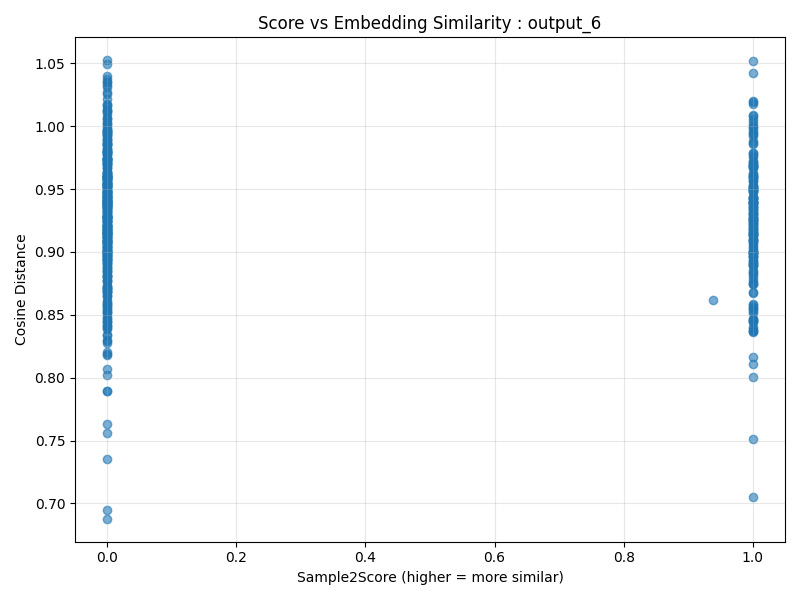 Score vs Embedding Similarity : output_6
1.05
1.00
0.95
0.90
0.85
0.80
0.75
0.70
Cosine Distance
0.0 0.2 0.4 0.6 0.8 1.0
Sample2Score (higher = more similar)